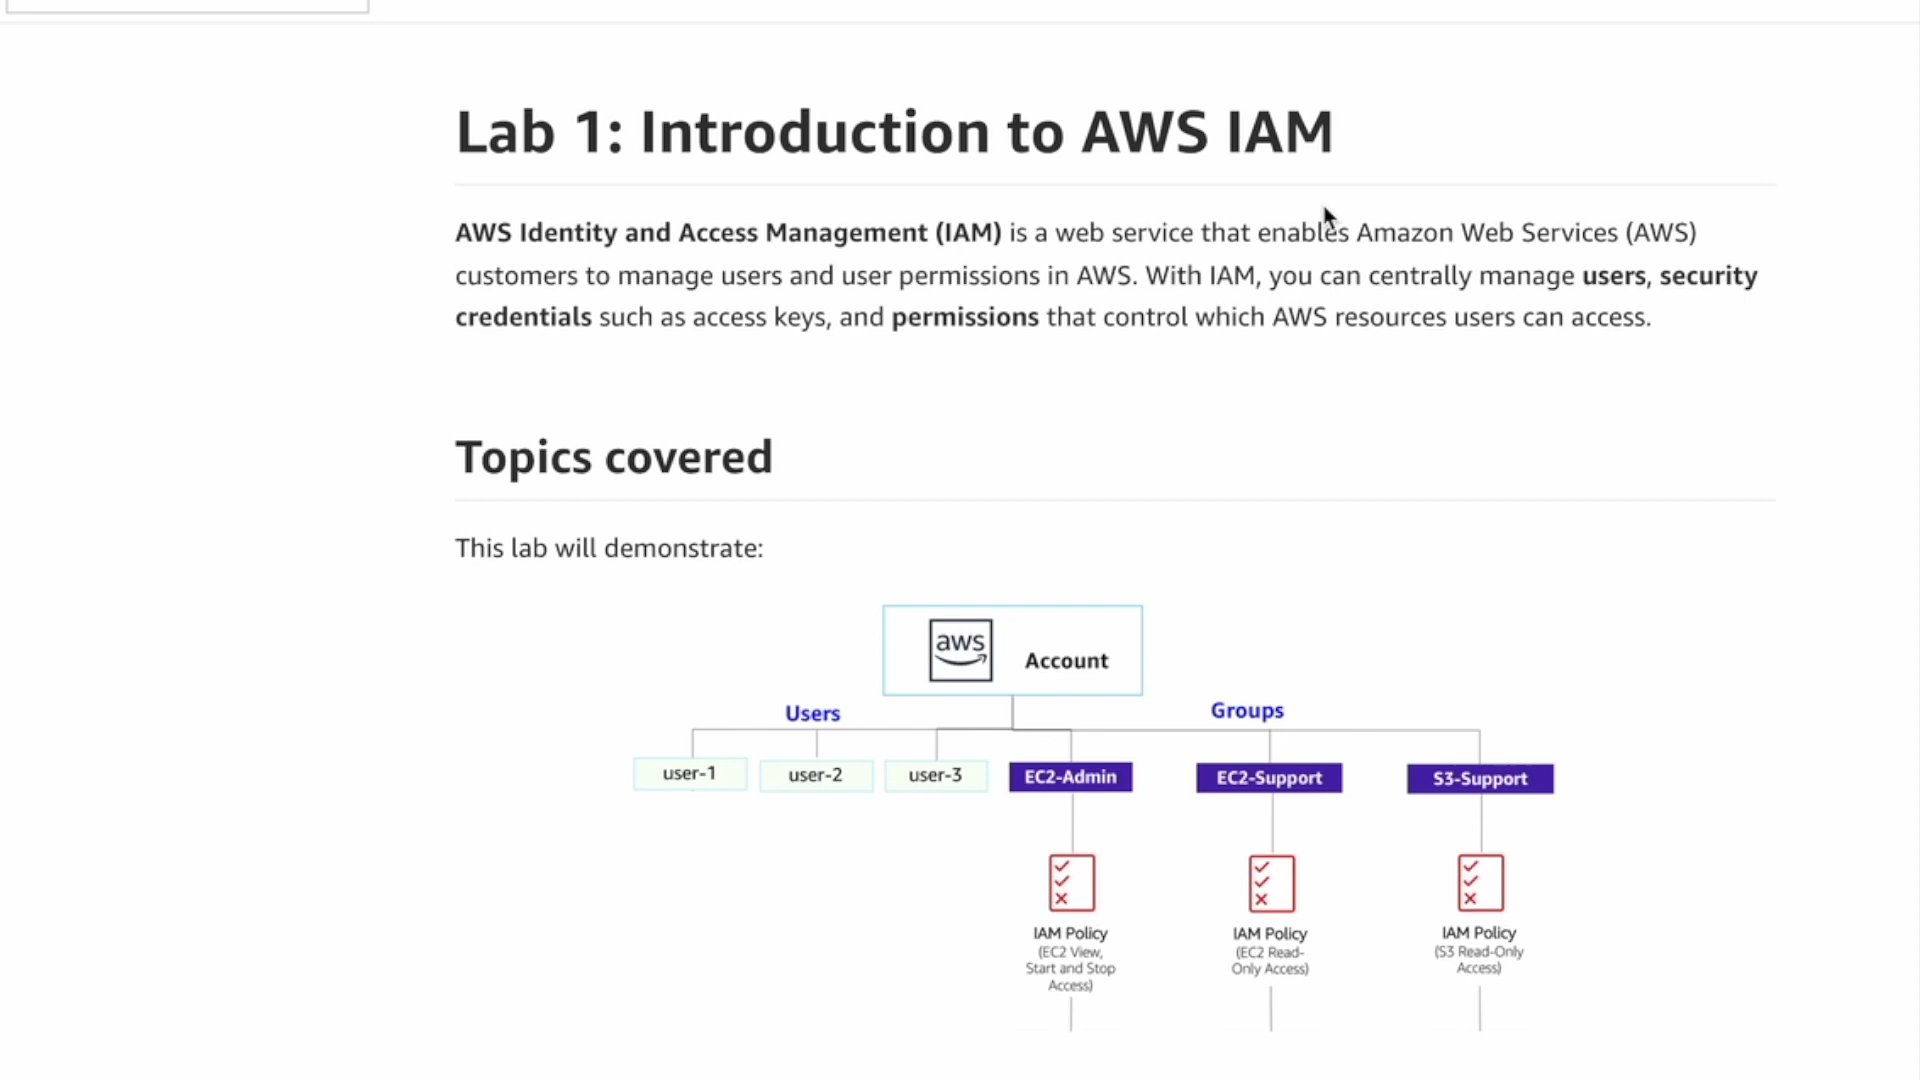 Lab 1: Introduction to AWS IAM
AWS Identity and Access Management (IAM) is a web service that enables Amazon Web Services (AWS)
customers to manage users and user permissions in AWS. With IAM, you can centrally manage users, security
credentials such as access keys, and permissions that control which AWS resources users can access.
Topics covered
This lab will demonstrate:
aws
Account
Users
Groups
user-1
user-2
user-3
EC2-Admin
EC2-Support
S3-Support
IAM Policy
(EC2 View,
Start and Stop
Access)
IAM Policy
(EC2 Read-
Only Access)
IAM Policy
(S3 Read-Only
Access)